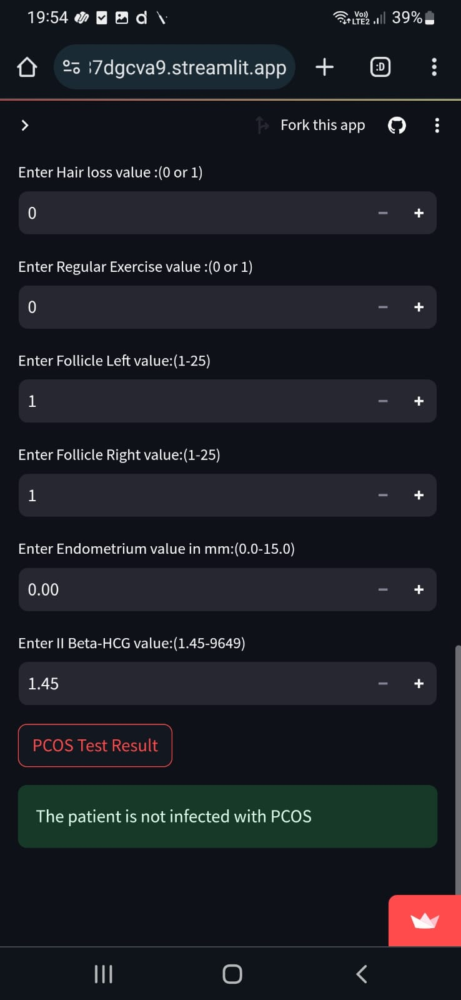 19:54
Vo))
LTE2
39%
37dgcva9.streamlit.app
:D
Fork this app
Enter Hair loss value :(0 or 1)
0
Enter Regular Exercise value :(0 or 1)
0
Enter Follicle Left value:(1-25)
1
Enter Follicle Right value:(1-25)
1
Enter Endometrium value in mm:(0.0-15.0)
0.00
Enter II Beta-HCG value:(1.45-9649)
1.45
PCOS Test Result
The patient is not infected with PCOS